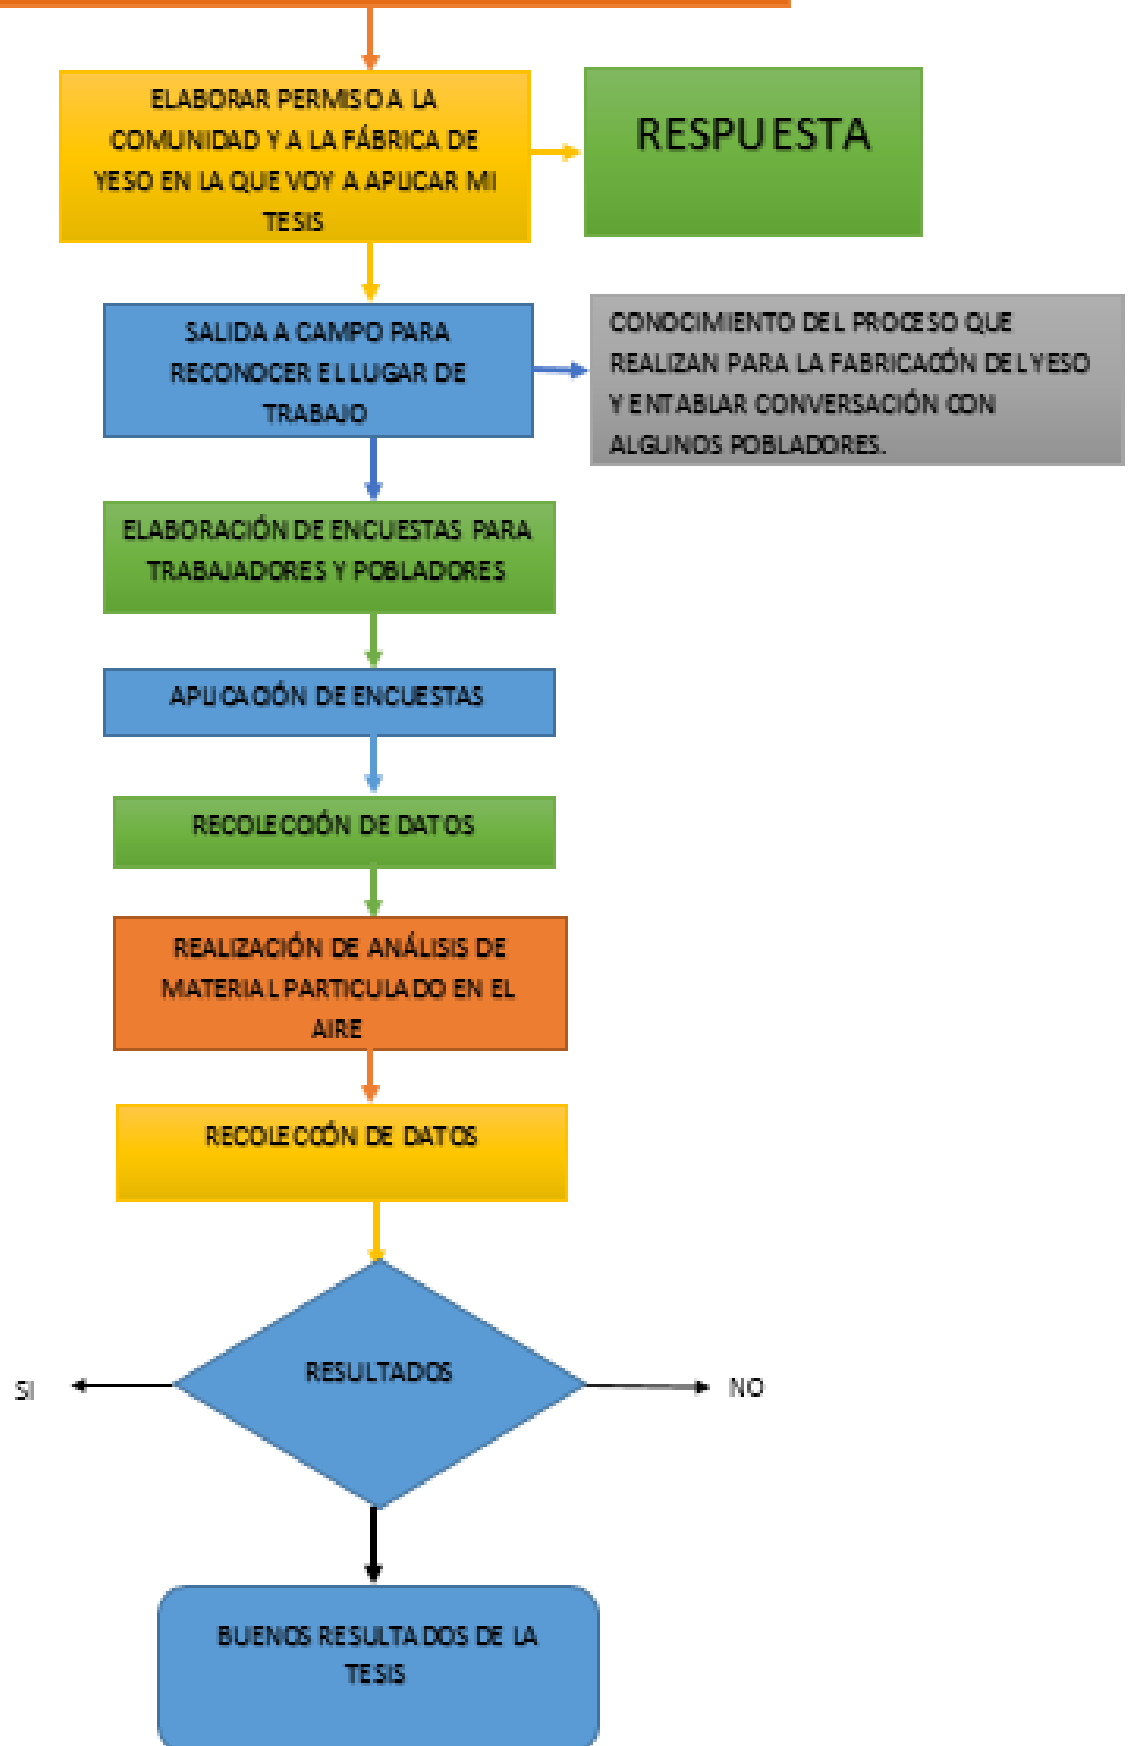 ELABORAR PERMISO A LA
COMUNIDAD Y A LA FÁBRICA DE
YESO EN LA QUE VOY A APLICAR MI
TESIS
RESPUESTA
SALIDA A CAMPO PARA
RECONOCER EL LUGAR DE
TRABAJO
CONOCIMIENTO DEL PROCESO QUE
REALIZAN PARA LA FABRICACÓN DEL YESO
Y ENTABLAR CONVERSACIÓN CON
ALGUNOS POBLADORES.
ELABORACIÓN DE ENCUESTAS PARA
TRABAJADORES Y POBLADORES
APLICACIÓN DE ENCUESTAS
RECOLECCIÓN DE DATOS
REALIZACIÓN DE ANÁLISIS DE
MATERIAL PARTICULADO EN EL
AIRE
RECOLECCIÓN DE DATOS
RESULTADOS
SI
NO
BUENOS RESULTADOS DE LA
TESIS